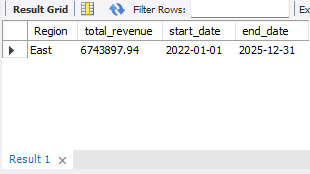 Result Grid Filter Rows: Ex
Region total_revenue start_date end_date
East 6743897.94 2022-01-01 2025-12-31
Result 1 ×